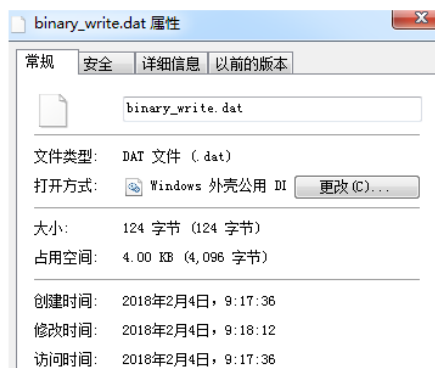 binary_write.dat 属性
常规 安全 详细信息 以前的版本
binary_write.dat
文件类型: DAT 文件 (.dat)
打开方式: Windows 外壳公用 Dl 更改(C)...
大小: 124 字节 (124 字节)
占用空间: 4.00 KB (4,096 字节)
创建时间: 2018年2月4日，9:17:36
修改时间: 2018年2月4日，9:18:12
访问时间: 2018年2月4日，9:17:36